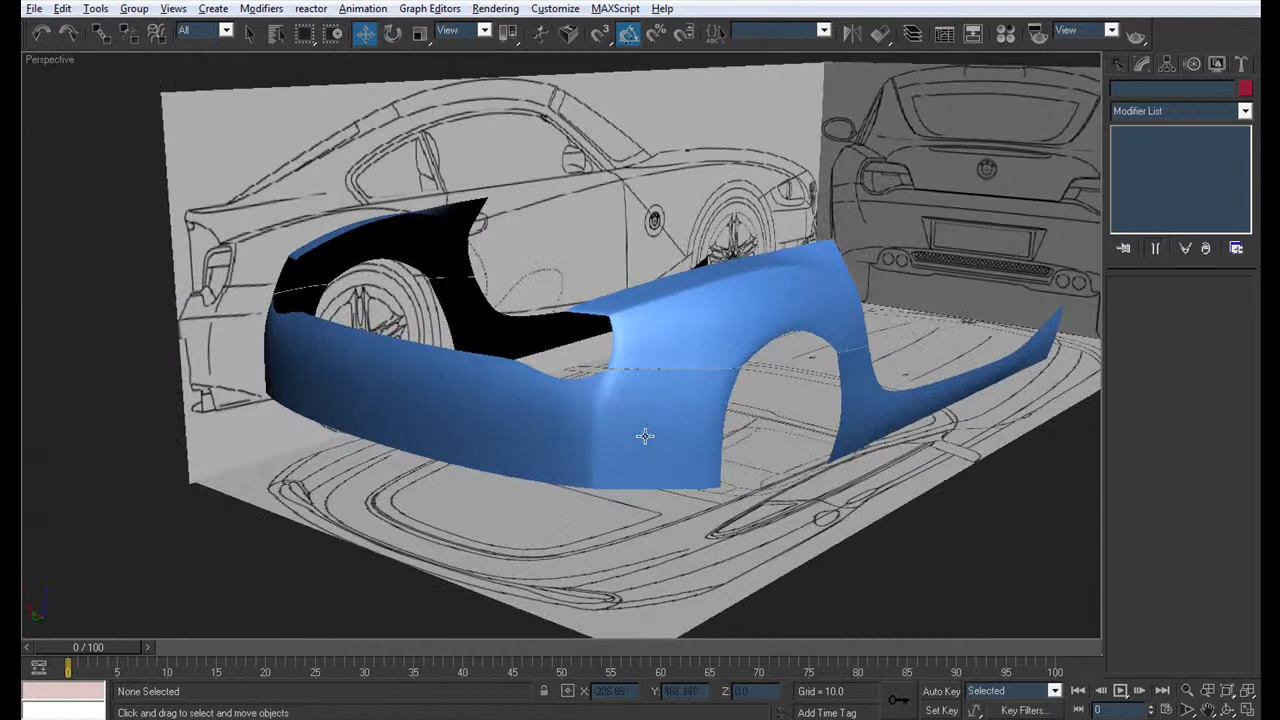 File Edit Tools Group Views Create Modifiers reactor Animation Graph Editors Rendering Customize MAXScript Help
All View View
Perspective
Modifier List
0 / 100
0 5 10 15 20 25 30 35 40 45 50 55 60 65 70 75 80 85 90 95 100
None Selected X: Y: Z: 0.0 Grid = 10.0 Auto Key Selected
Click and drag to select and move objects Add Time Tag Set Key Key Filters... 0